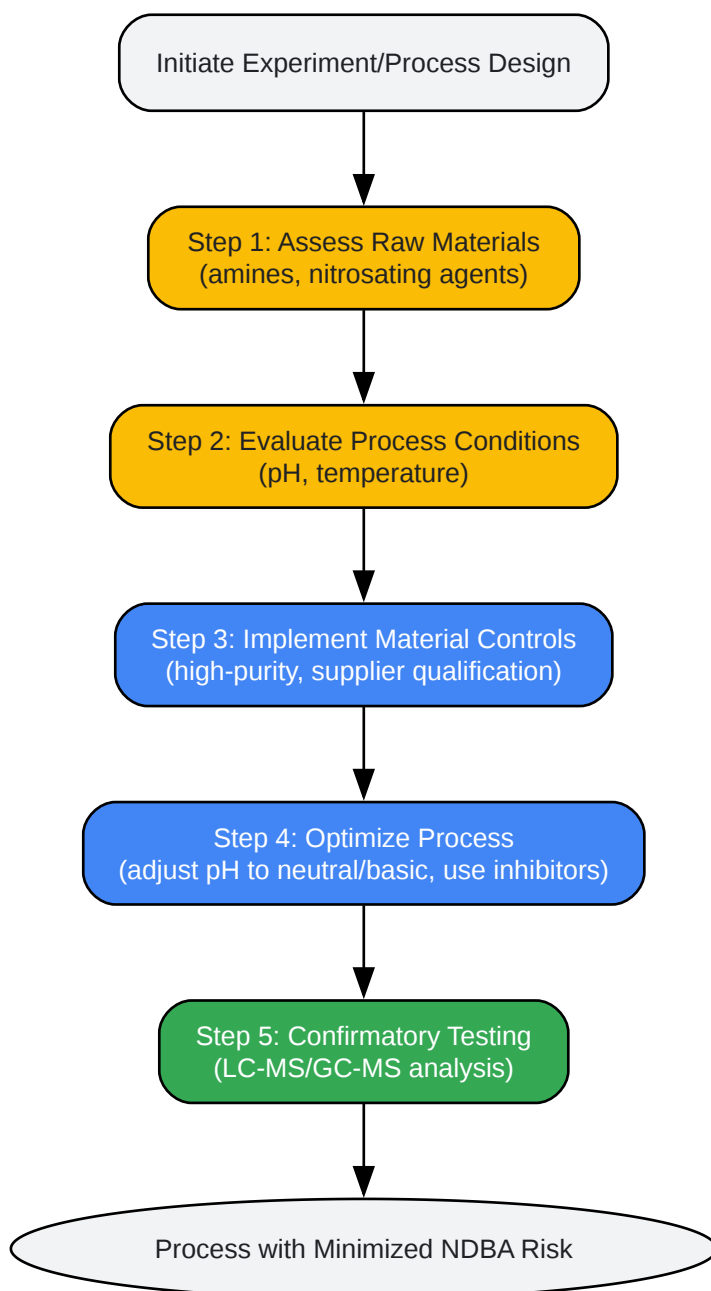 Initiate Experiment/Process Design
Step 1: Assess Raw Materials
(amines, nitrosating agents)
Step 2: Evaluate Process Conditions
(pH, temperature)
Step 3: Implement Material Controls
(high-purity, supplier qualification)
Step 4: Optimize Process
(adjust pH to neutral/basic, use inhibitors)
Step 5: Confirmatory Testing
(LC-MS/GC-MS analysis)
Process with Minimized NDBA Risk